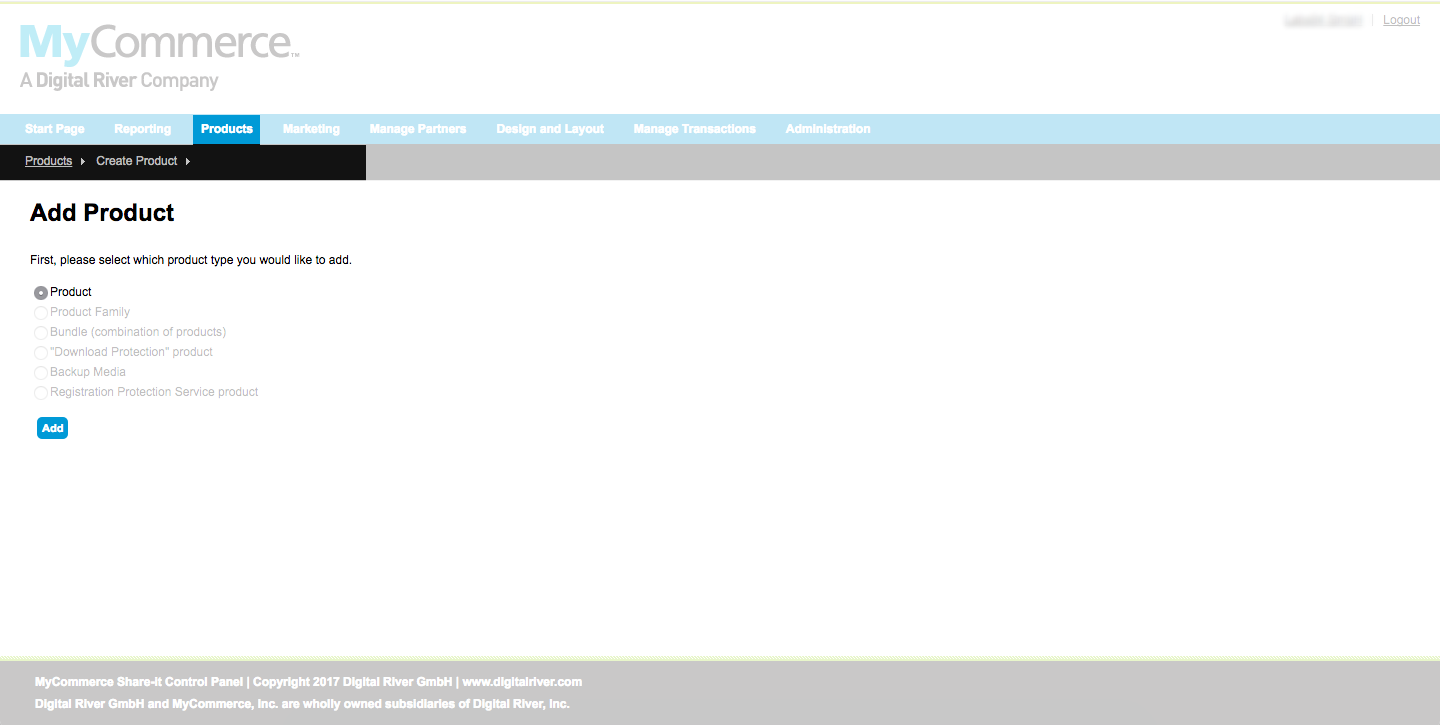 Logout
MyCommerce™
A Digital River Company
Start Page Reporting Products Marketing Manage Partners Design and Layout Manage Transactions Administration
Products Create Product
Add Product
First, please select which product type you would like to add.
Product
Product Family
Bundle (combination of products)
"Download Protection" product
Backup Media
Registration Protection Service product
Add
MyCommerce Share-it Control Panel | Copyright 2017 Digital River GmbH | www.digitalriver.com
Digital River GmbH and MyCommerce, Inc. are wholly owned subsidiaries of Digital River, Inc.